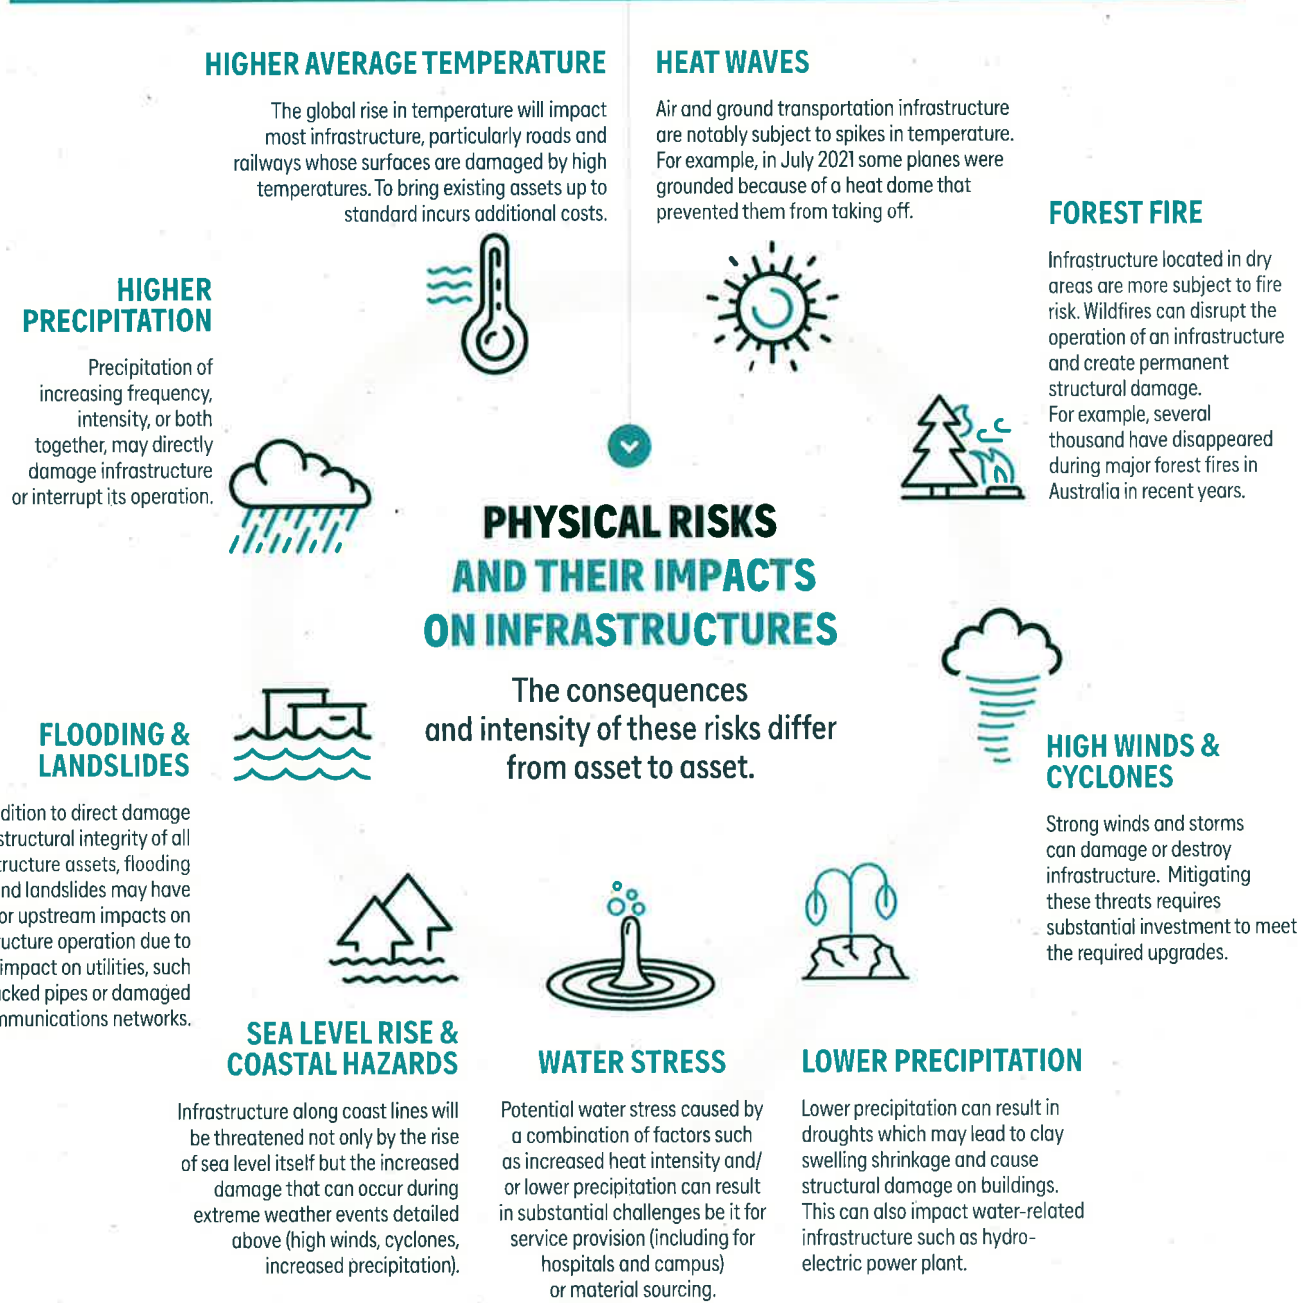 HIGHER AVERAGE TEMPERATURE
The global rise in temperature will impact
most infrastructure, particularly roads and
railways whose surfaces are damaged by high
temperatures. To bring existing assets up to
standard incurs additional costs.
HEAT WAVES
Air and ground transportation infrastructure
are notably subject to spikes in temperature.
For example, in July 2021 some planes were
grounded because of a heat dome that
prevented them from taking off.
FOREST FIRE
Infrastructure located in dry
areas are more subject to fire
risk. Wildfires can disrupt the
operation of an infrastructure
and create permanent
structural damage.
For example, several
thousand have disappeared
during major forest fires in
Australia in recent years.
HIGHER
PRECIPITATION
Precipitation of
increasing frequency,
intensity, or both
together, may directly
damage infrastructure
or interrupt its operation.
PHYSICAL RISKS
AND THEIR IMPACTS
ON INFRASTRUCTURES
The consequences
and intensity of these risks differ
from asset to asset.
FLOODING &
LANDSLIDES
dition to direct damage
structural integrity of all
tructure assets, flooding
nd landslides may have
or upstream impacts on
ucture operation due to
impact on utilities, such
cked pipes or damaged
mmunications networks.
HIGH WINDS &
CYCLONES
Strong winds and storms
can damage or destroy
infrastructure. Mitigating
these threats requires
substantial investment to meet
the required upgrades.
SEA LEVEL RISE &
COASTAL HAZARDS
Infrastructure along coast lines will
be threatened not only by the rise
of sea level itself but the increased
damage that can occur during
extreme weather events detailed
above (high winds, cyclones,
increased precipitation).
WATER STRESS
Potential water stress caused by
a combination of factors such
as increased heat intensity and/
or lower precipitation can result
in substantial challenges be it for
service provision (including for
hospitals and campus)
or material sourcing.
LOWER PRECIPITATION
Lower precipitation can result in
droughts which may lead to clay
swelling shrinkage and cause
structural damage on buildings.
This can also impact water-related
infrastructure such as hydro-
electric power plant.